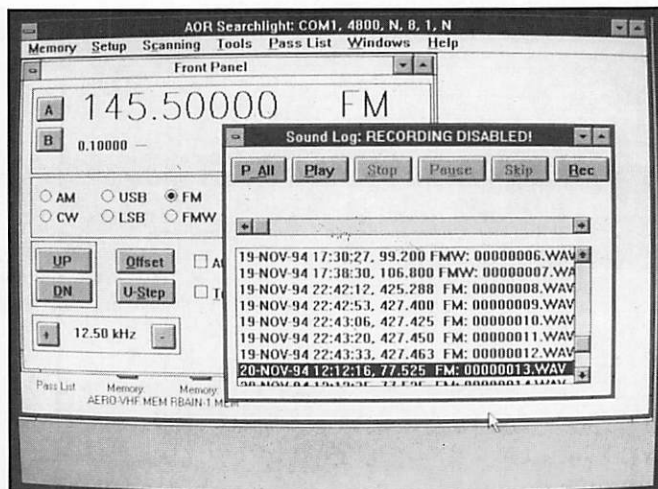 AOR Searchlight: COM1, 4800, N, 8, 1, N
Memory Setup Scanning Tools Pass List Windows Help
Front Panel
A 145.50000 FM
B 0.10000 —
AM USB FM
CW LSB FMW
UP Offset
DN U-Step
+ 12.50 kHz -
Pass List Memory Memory
AERO-VHF MEM RBAIN-1 MEM
Sound Log: RECORDING DISABLED!
P All Play Stop Pause Skip Rec
19-NOV-94 17:30:27, 99.200 FMW: 00000006.WAV
19-NOV-94 17:38:30, 106.800 FMW: 00000007.WA
19-NOV-94 22:42:12, 425.288 FM: 00000008.WAV
19-NOV-94 22:42:53, 427.400 FM: 00000009.WAV
19-NOV-94 22:43:06, 427.425 FM: 00000010.WAV
19-NOV-94 22:43:20, 427.450 FM: 00000011.WAV
19-NOV-94 22:43:33, 427.463 FM: 00000012.WAV
20-NOV-94 12:12:16, 77.525 FM: 00000013.WAV